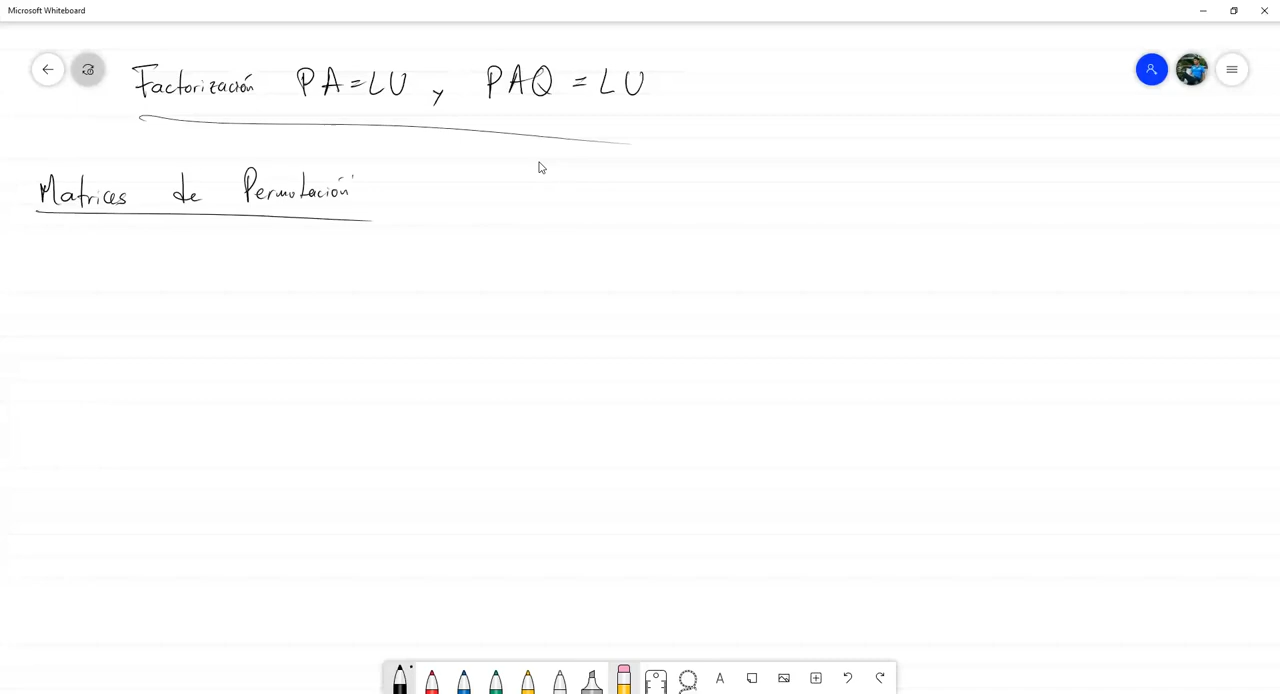 Microsoft Whiteboard
Factorización PA=LU, PAQ = LU
Matrices de Permutación